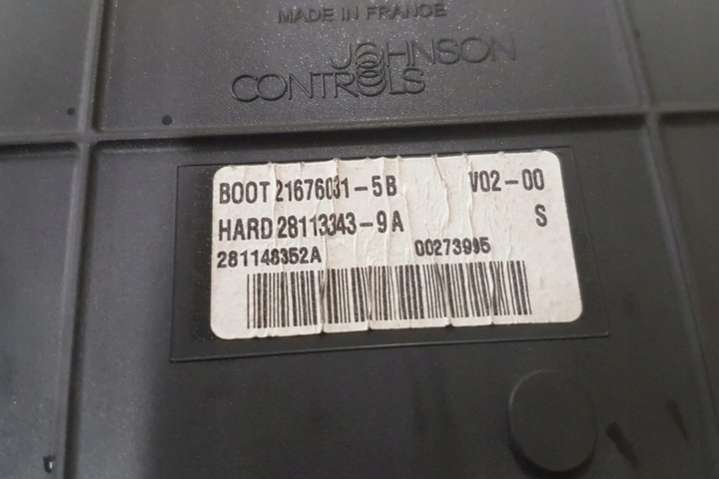 MADE IN FRANCE
JOHNSON
CONTROLS
BOOT 21676031-5B V02-00
HARD 28113343-9A S
281148352A 00273995